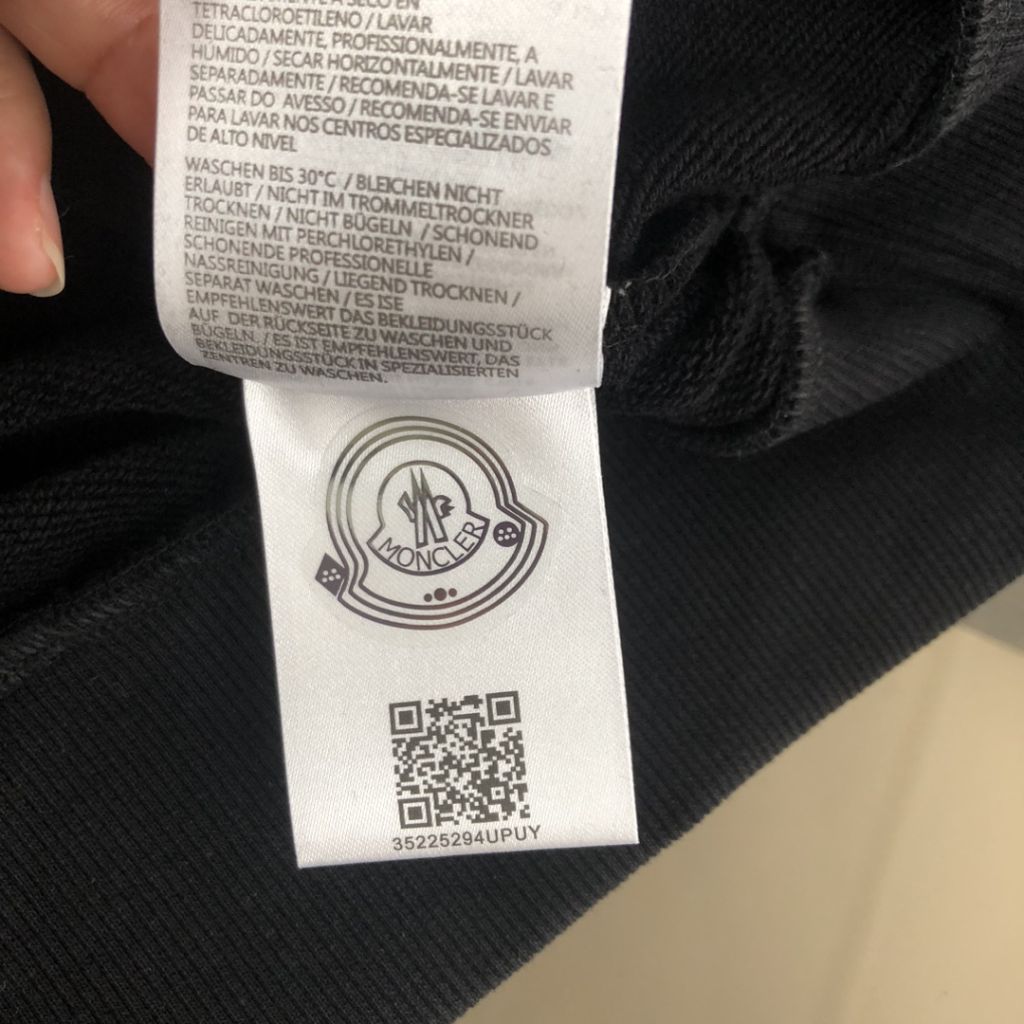 A SECO EM
TETRACLOROETILENO / LAVAR
DELICADAMENTE, PROFISSIONALMENTE, A
HÚMIDO / SECAR HORIZONTALMENTE / LAVAR
SEPARADAMENTE / RECOMENDA-SE LAVAR E
PASSAR DO AVESSO / RECOMENDA-SE ENVIAR
PARA LAVAR NOS CENTROS ESPECIALIZADOS
DE ALTO NIVEL
WASCHEN BIS 30°C / BLEICHEN NICHT
ERLAUBT / NICHT IM TROMMELTROCKNER
TROCKNEN / NICHT BÜGELN / SCHONEND
REINIGEN MIT PERCHLORETHYLEN /
SCHONENDE PROFESSIONELLE
NASSREINIGUNG / LIEGEND TROCKNEN /
SEPARAT WASCHEN / ES ISE
EMPFEHLENSWERT DAS BEKLEIDUNGSSTÜCK
AUF DER RÜCKSEITE ZU WASCHEN UND
BÜGELN. / ES IST EMPFEHLENSWERT, DAS
BEKLEIDUNGSSTÜCK IN SPEZIALISIERTEN
ZENTREN ZU WASCHEN.
MONCLER
35225294UPUY